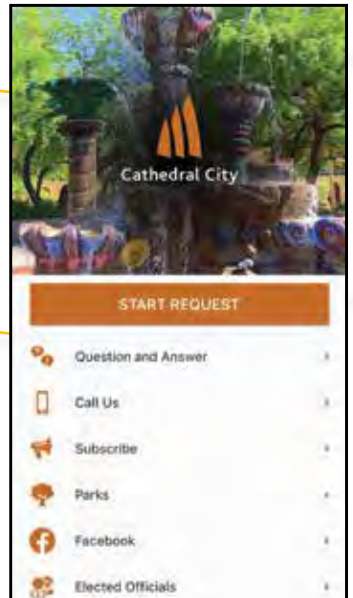 Cathedral City
START REQUEST
Question and Answer
Call Us
Subscribe
Parks
Facebook
Elected Officials